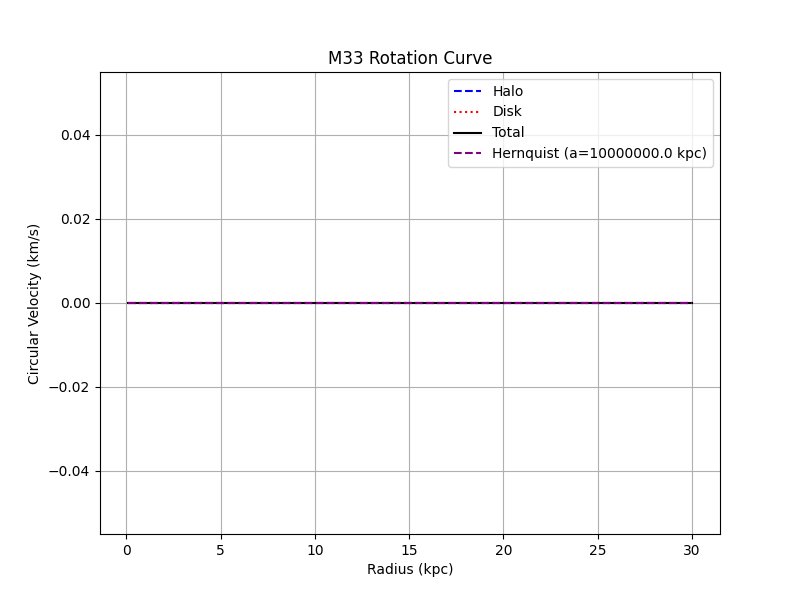 M33 Rotation Curve
Halo
Disk
Total
Hernquist (a=10000000.0 kpc)
0.04
0.02
0.00
−0.02
−0.04
Circular Velocity (km/s)
0 5 10 15 20 25 30
Radius (kpc)